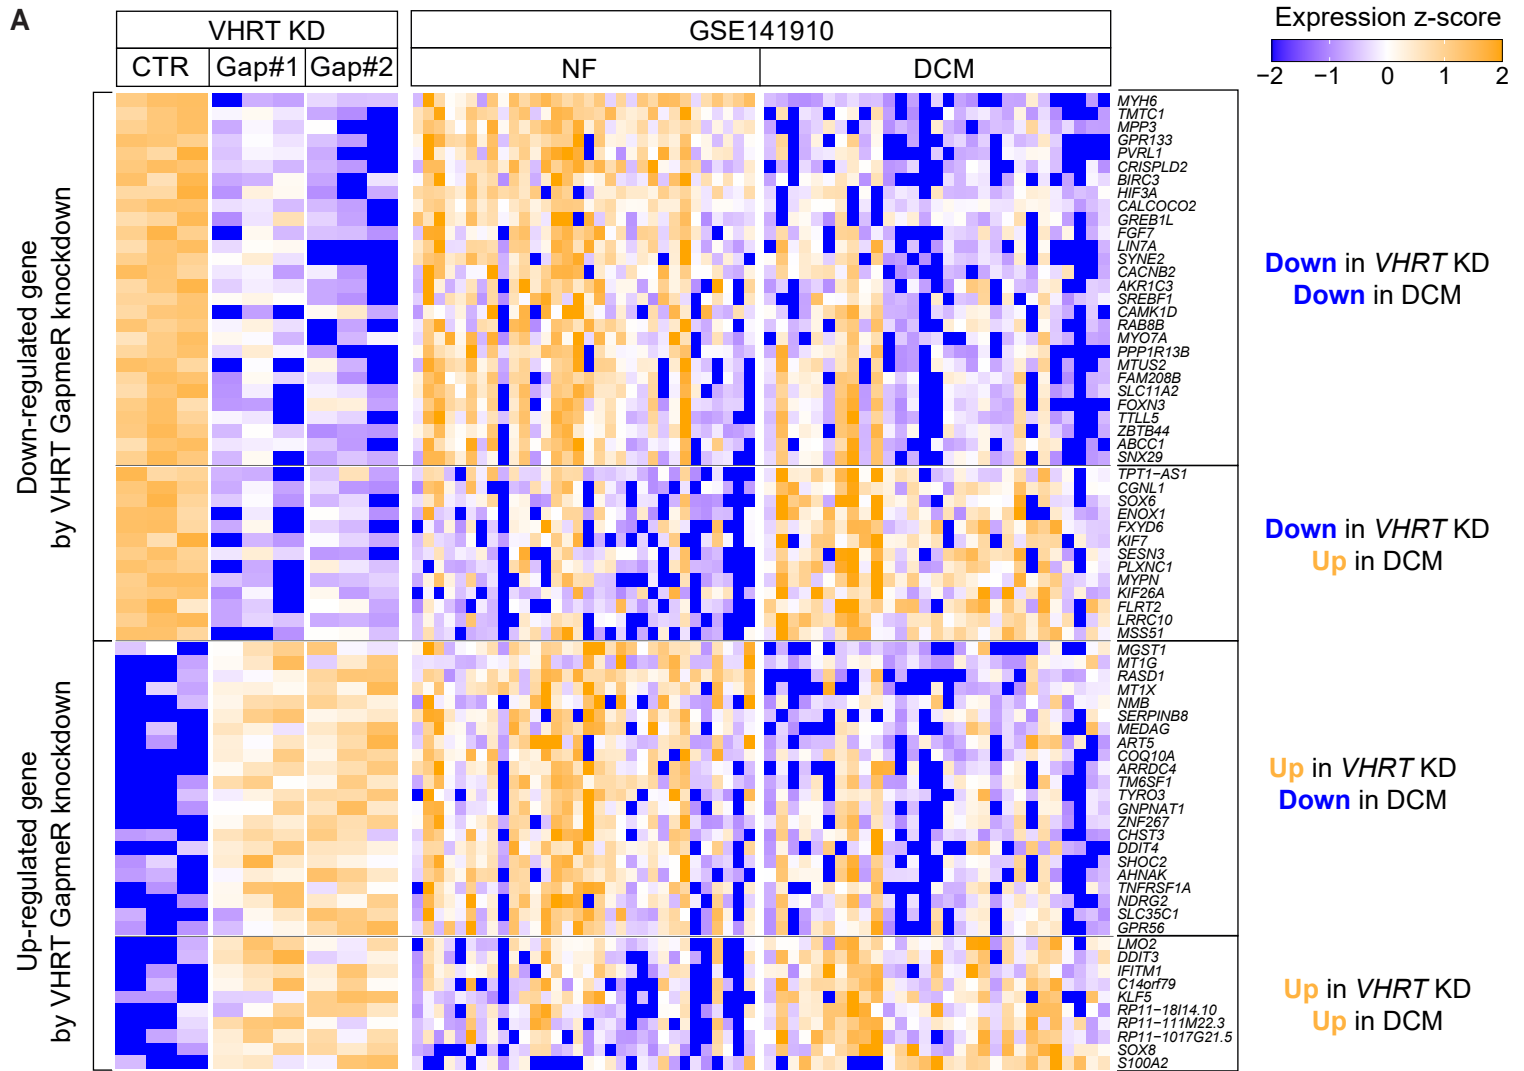 A
VHRT KD
GSE141910
CTR
Gap#1
Gap#2
NF
DCM
Expression z-score
−2
−1
0
1
2
Down-regulated gene
by VHRT GapmeR knockdown
Up-regulated gene
by VHRT GapmeR knockdown
MYH6
TMTC1
MPP3
GPR133
PVRL1
CRISPLD2
BIRC3
HIF3A
CALCOCO2
GREB1L
FGF7
LIN7A
SYNE2
CACNB2
AKR1C3
SREBF1
CAMK1D
RAB8B
MYO7A
PPP1R13B
MTUS2
FAM208B
SLC11A2
FOXN3
TTLL5
ZBTB44
ABCC1
SNX29
Down in VHRT KD
Down in DCM
TPT1−AS1
CGNL1
SOX6
ENOX1
FXYD6
KIF7
SESN3
PLXNC1
MYPN
KIF26A
FLRT2
LRRC10
MSS51
Down in VHRT KD
Up in DCM
MGST1
MT1G
RASD1
MT1X
NMB
SERPINB8
MEDAG
ART5
COQ10A
ARRDC4
TM6SF1
TYRO3
GNPNAT1
ZNF267
CHST3
DDIT4
SHOC2
AHNAK
TNFRSF1A
NDRG2
SLC35C1
GPR56
Up in VHRT KD
Down in DCM
LMO2
DDIT3
IFITM1
C14orf79
KLF5
RP11−18I14.10
RP11−111M22.3
RP11−1017G21.5
SOX8
S100A2
Up in VHRT KD
Up in DCM